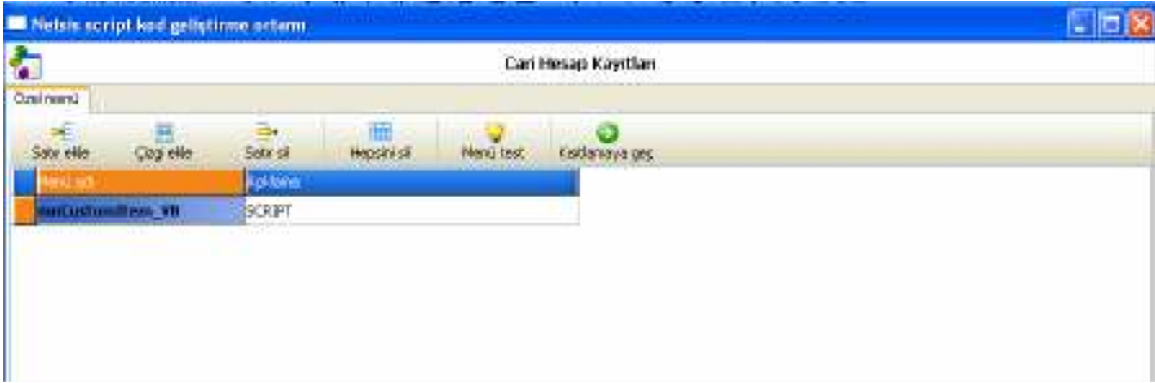 Netsis script kod geliştirme ortamı
Cari Hesap Kayıtları
Özel menü
Satır ekle Çizgi ekle Satır sil Hepsini sil Menü test Kodlamaya geç
Menü adı Açıklama
SCRIPT